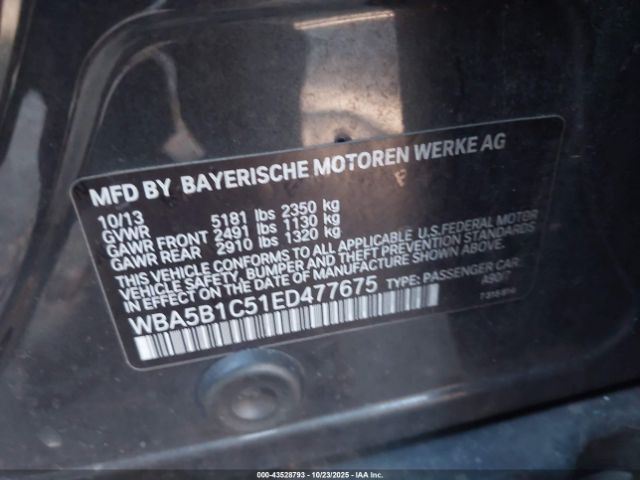 MFD BY BAYERISCHE MOTOREN WERKE AG
10/13
GVWR 5181 lbs 2350 kg
GAWR FRONT 2491 lbs 1130 kg
GAWR REAR 2910 lbs 1320 kg
THIS VEHICLE CONFORMS TO ALL APPLICABLE U.S.FEDERAL MOTOR
VEHICLE SAFETY, BUMPER AND THEFT PREVENTION STANDARDS
IN EFFECT ON THE DATE OF MANUFACTURE SHOWN ABOVE.
WBA5B1C51ED477675 TYPE: PASSENGER CAR
000-43528793 - 10/23/2025 - IAA Inc.